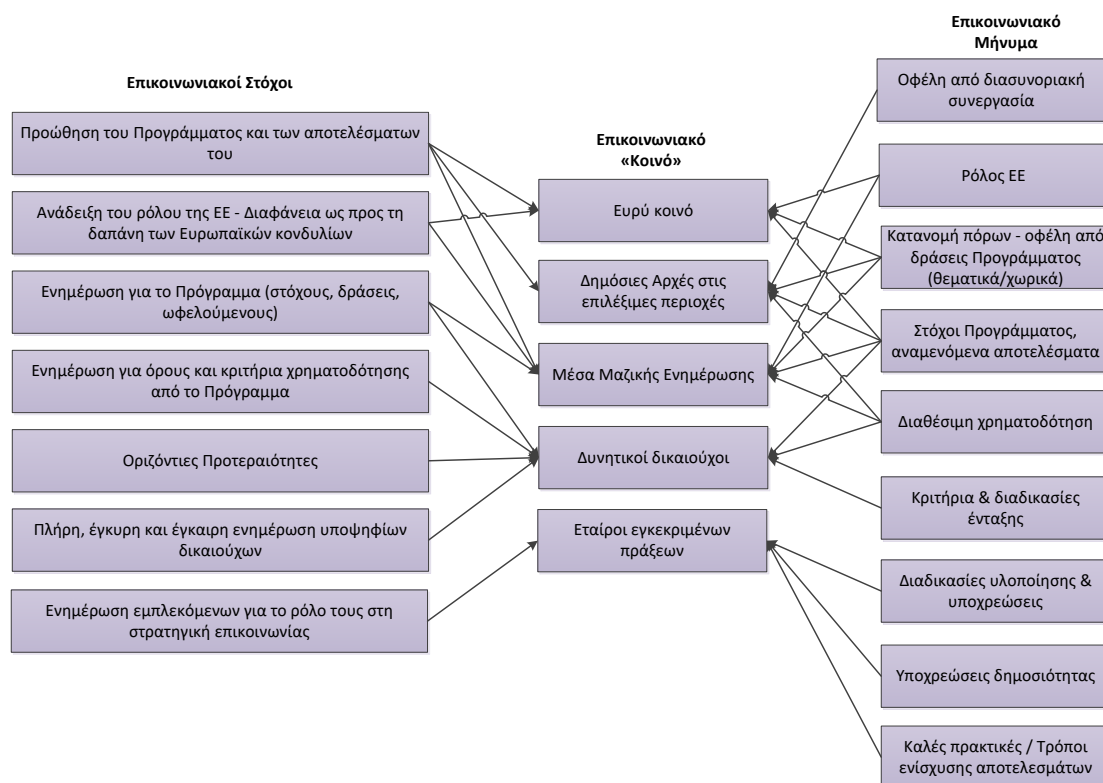 Επικοινωνιακοί Στόχοι
Προώθηση του Προγράμματος και των αποτελέσματων
του
Ανάδειξη του ρόλου της ΕΕ - Διαφάνεια ως προς τη
δαπάνη των Ευρωπαϊκών κονδυλίων
Ενημέρωση για το Πρόγραμμα (στόχους, δράσεις,
ωφελούμενους)
Ενημέρωση για όρους και κριτήρια χρηματοδότησης
από το Πρόγραμμα
Οριζόντιες Προτεραιότητες
Πλήρη, έγκυρη και έγκαιρη ενημέρωση υποψηφίων
δικαιούχων
Ενημέρωση εμπλεκόμενων για το ρόλο τους στη
στρατηγική επικοινωνίας
Επικοινωνιακό
«Κοινό»
Ευρύ κοινό
Δημόσιες Αρχές στις
επιλέξιμες περιοχές
Μέσα Μαζικής Ενημέρωσης
Δυνητικοί δικαιούχοι
Εταίροι εγκεκριμένων
πράξεων
Επικοινωνιακό
Μήνυμα
Οφέλη από διασυνοριακή
συνεργασία
Ρόλος ΕΕ
Κατανομή πόρων - οφέλη από
δράσεις Προγράμματος
(θεματικά/χωρικά)
Στόχοι Προγράμματος,
αναμενόμενα αποτελέσματα
Διαθέσιμη χρηματοδότηση
Κριτήρια & διαδικασίες
ένταξης
Διαδικασίες υλοποίησης &
υποχρεώσεις
Υποχρεώσεις δημοσιότητας
Καλές πρακτικές / Τρόποι
ενίσχυσης αποτελεσμάτων